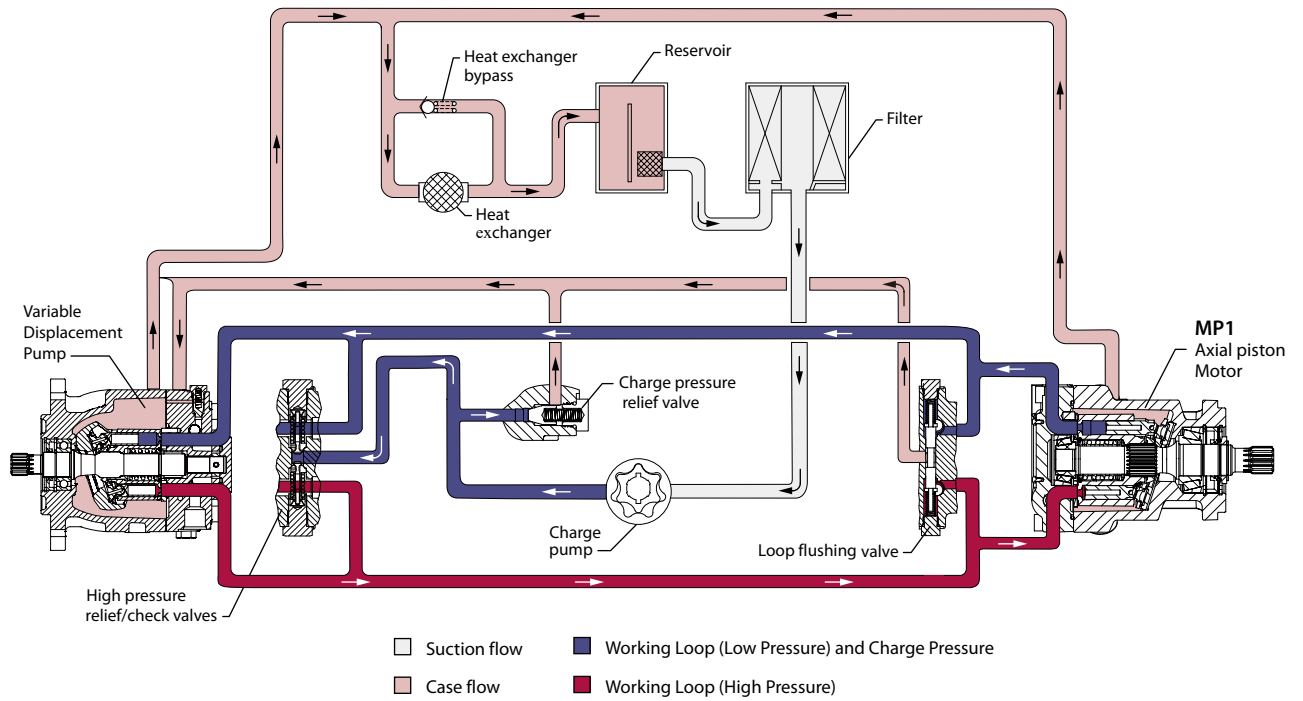 Heat exchanger
bypass
Reservoir
Filter
Heat
exchanger
Variable
Displacement
Pump
MP1
Axial piston
Motor
Charge pressure
relief valve
Charge
pump
Loop flushing valve
High pressure
relief/check valves
Suction flow
Working Loop (Low Pressure) and Charge Pressure
Case flow
Working Loop (High Pressure)